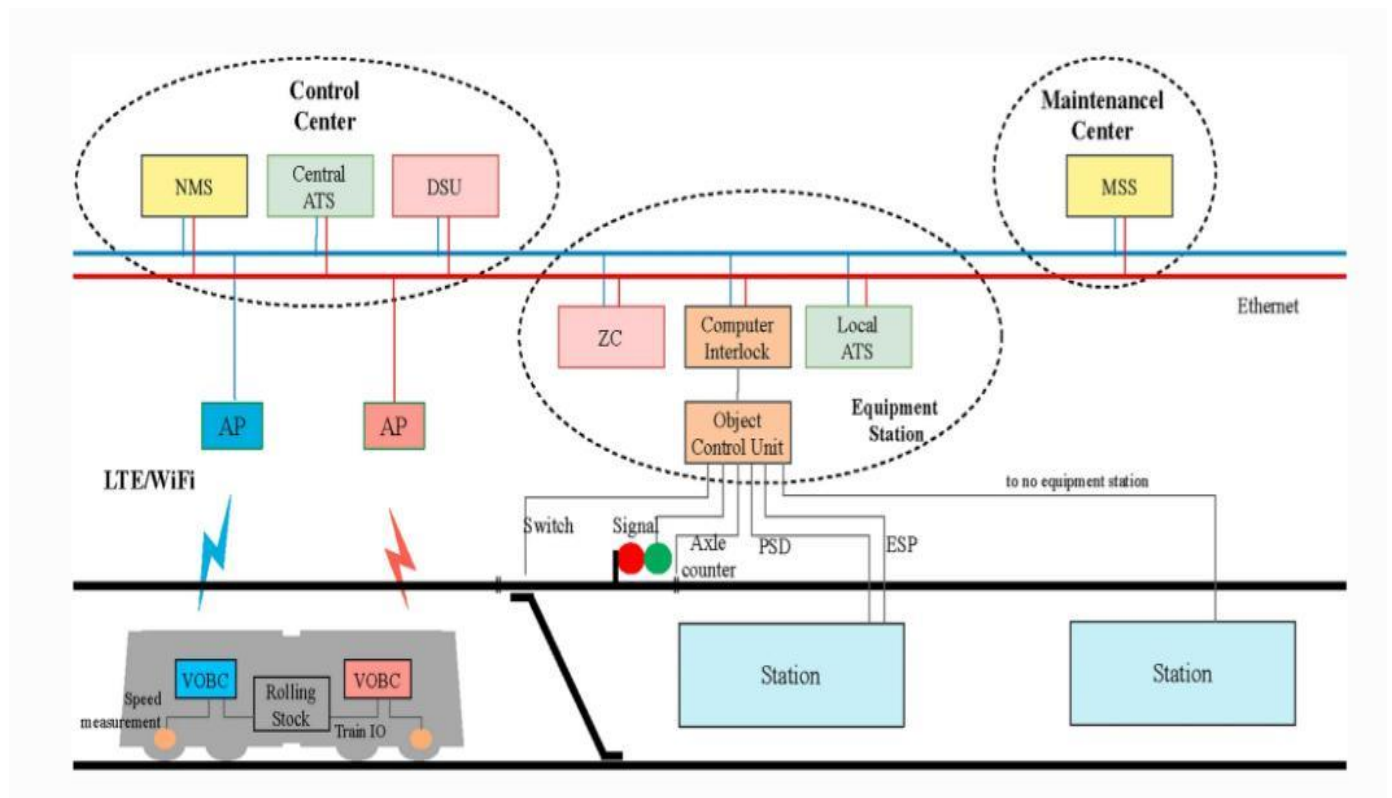 Control
Center
Maintenancel
Center
NMS
Central
ATS
DSU
MSS
Ethernet
ZC
Computer
Interlock
Local
ATS
AP
AP
Object
Control Unit
Equipment
Station
LTE/WiFi
to no equipment station
Switch
Signal
Axle
counter
PSD
ESP
VOBC
Rolling
Stock
VOBC
Speed
measurement
Train IO
Station
Station